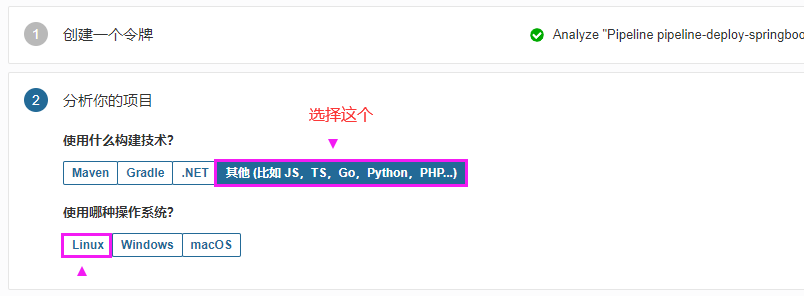 1 创建一个令牌 Analyze "Pipeline pipeline-deploy-springboo
2 分析你的项目
选择这个
使用什么构建技术?
Maven Gradle .NET 其他 (比如 JS, TS, Go, Python, PHP...)
使用哪种操作系统?
Linux Windows macOS